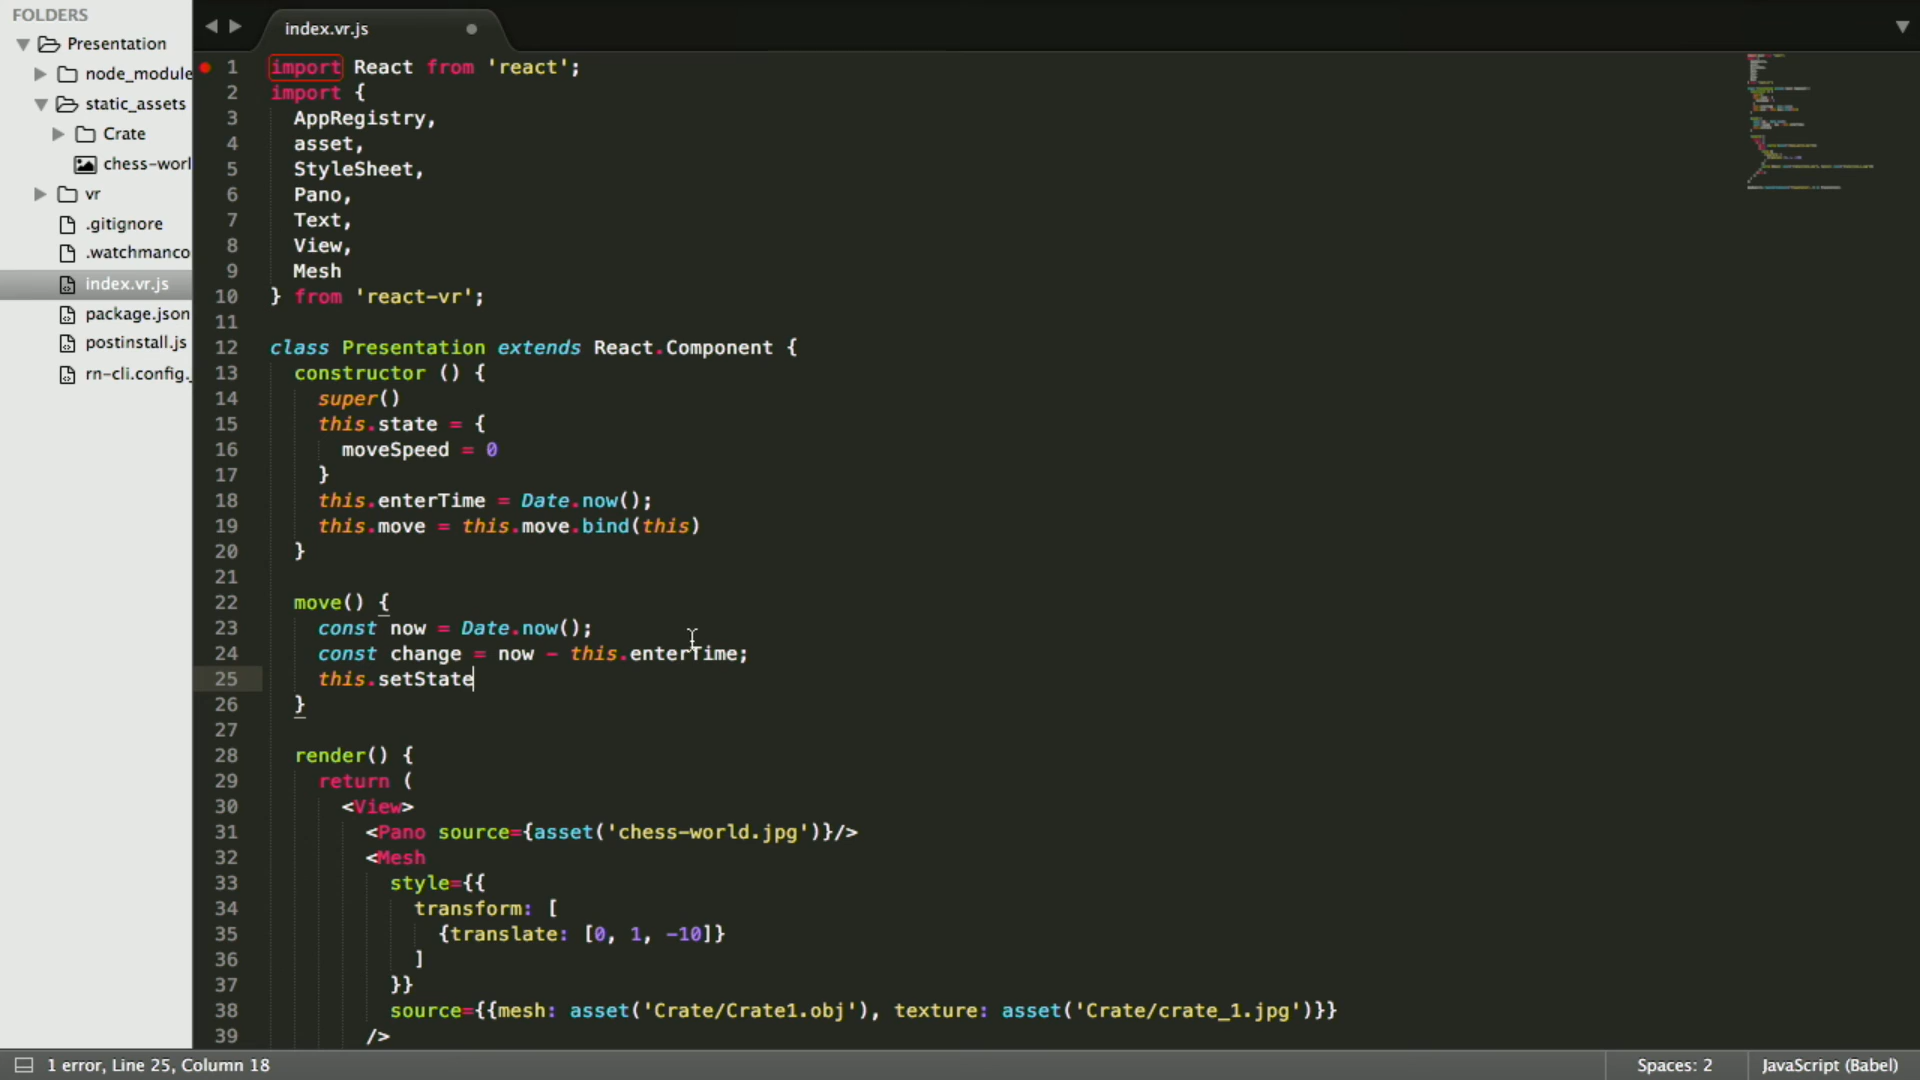 FOLDERS
Presentation
node_module
static_assets
Crate
chess-worl
vr
.gitignore
.watchmanco
index.vr.js
package.json
postinstall.js
rn-cli.config.
index.vr.js
1 import React from 'react';
2 import {
3 AppRegistry,
4 asset,
5 StyleSheet,
6 Pano,
7 Text,
8 View,
9 Mesh
10 } from 'react-vr';
11
12 class Presentation extends React.Component {
13 constructor () {
14 super()
15 this.state = {
16 moveSpeed = 0
17 }
18 this.enterTime = Date.now();
19 this.move = this.move.bind(this)
20 }
21
22 move() {
23 const now = Date.now();
24 const change = now - this.enterTime;
25 this.setState
26 }
27
28 render() {
29 return (
30 <View>
31 <Pano source={asset('chess-world.jpg')}/>
32 <Mesh
33 style={{
34 transform: [
35 {translate: [0, 1, -10]}
36 ]
37 }}
38 source={{mesh: asset('Crate/Crate1.obj'), texture: asset('Crate/crate_1.jpg')}}
39 />
1 error, Line 25, Column 18
Spaces: 2
JavaScript (Babel)